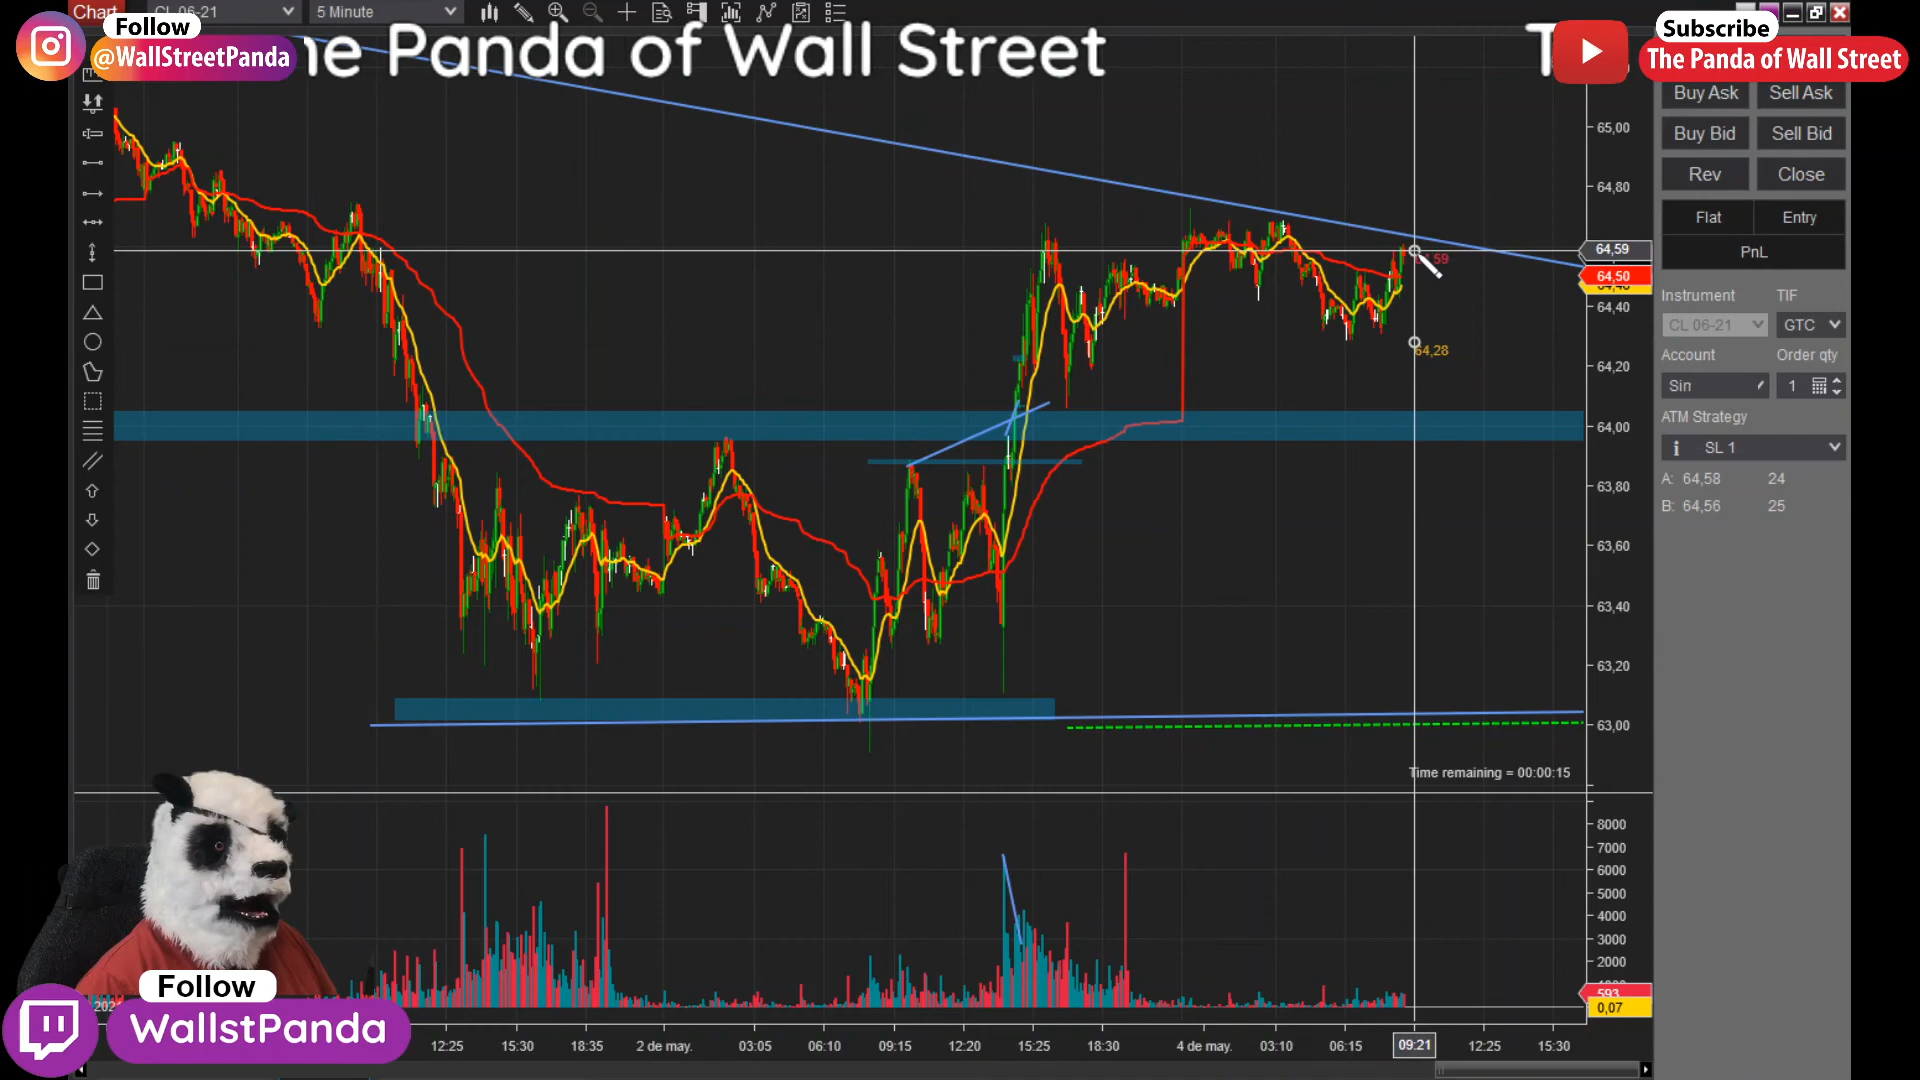 Chart
CL 06-21
5 Minute
Follow
@WallStreetPanda
he Panda of Wall Street
T
Subscribe
The Panda of Wall Street
65,00
64,80
64,59
64,50
64,40
64,20
64,00
63,80
63,60
63,40
63,20
63,00
64,28
Buy Ask
Sell Ask
Buy Bid
Sell Bid
Rev
Close
Flat
Entry
PnL
Instrument
TIF
CL 06-21
GTC
Account
Order qty
Sin
1
ATM Strategy
SL 1
A: 64,58 24
B: 64,56 25
Time remaining = 00:00:15
8000
7000
6000
5000
4000
3000
2000
593
0,07
Follow
WallstPanda
12:25
15:30
18:35
2 de may.
03:05
06:10
09:15
12:20
15:25
18:30
4 de may.
03:10
06:15
09:21
12:25
15:30